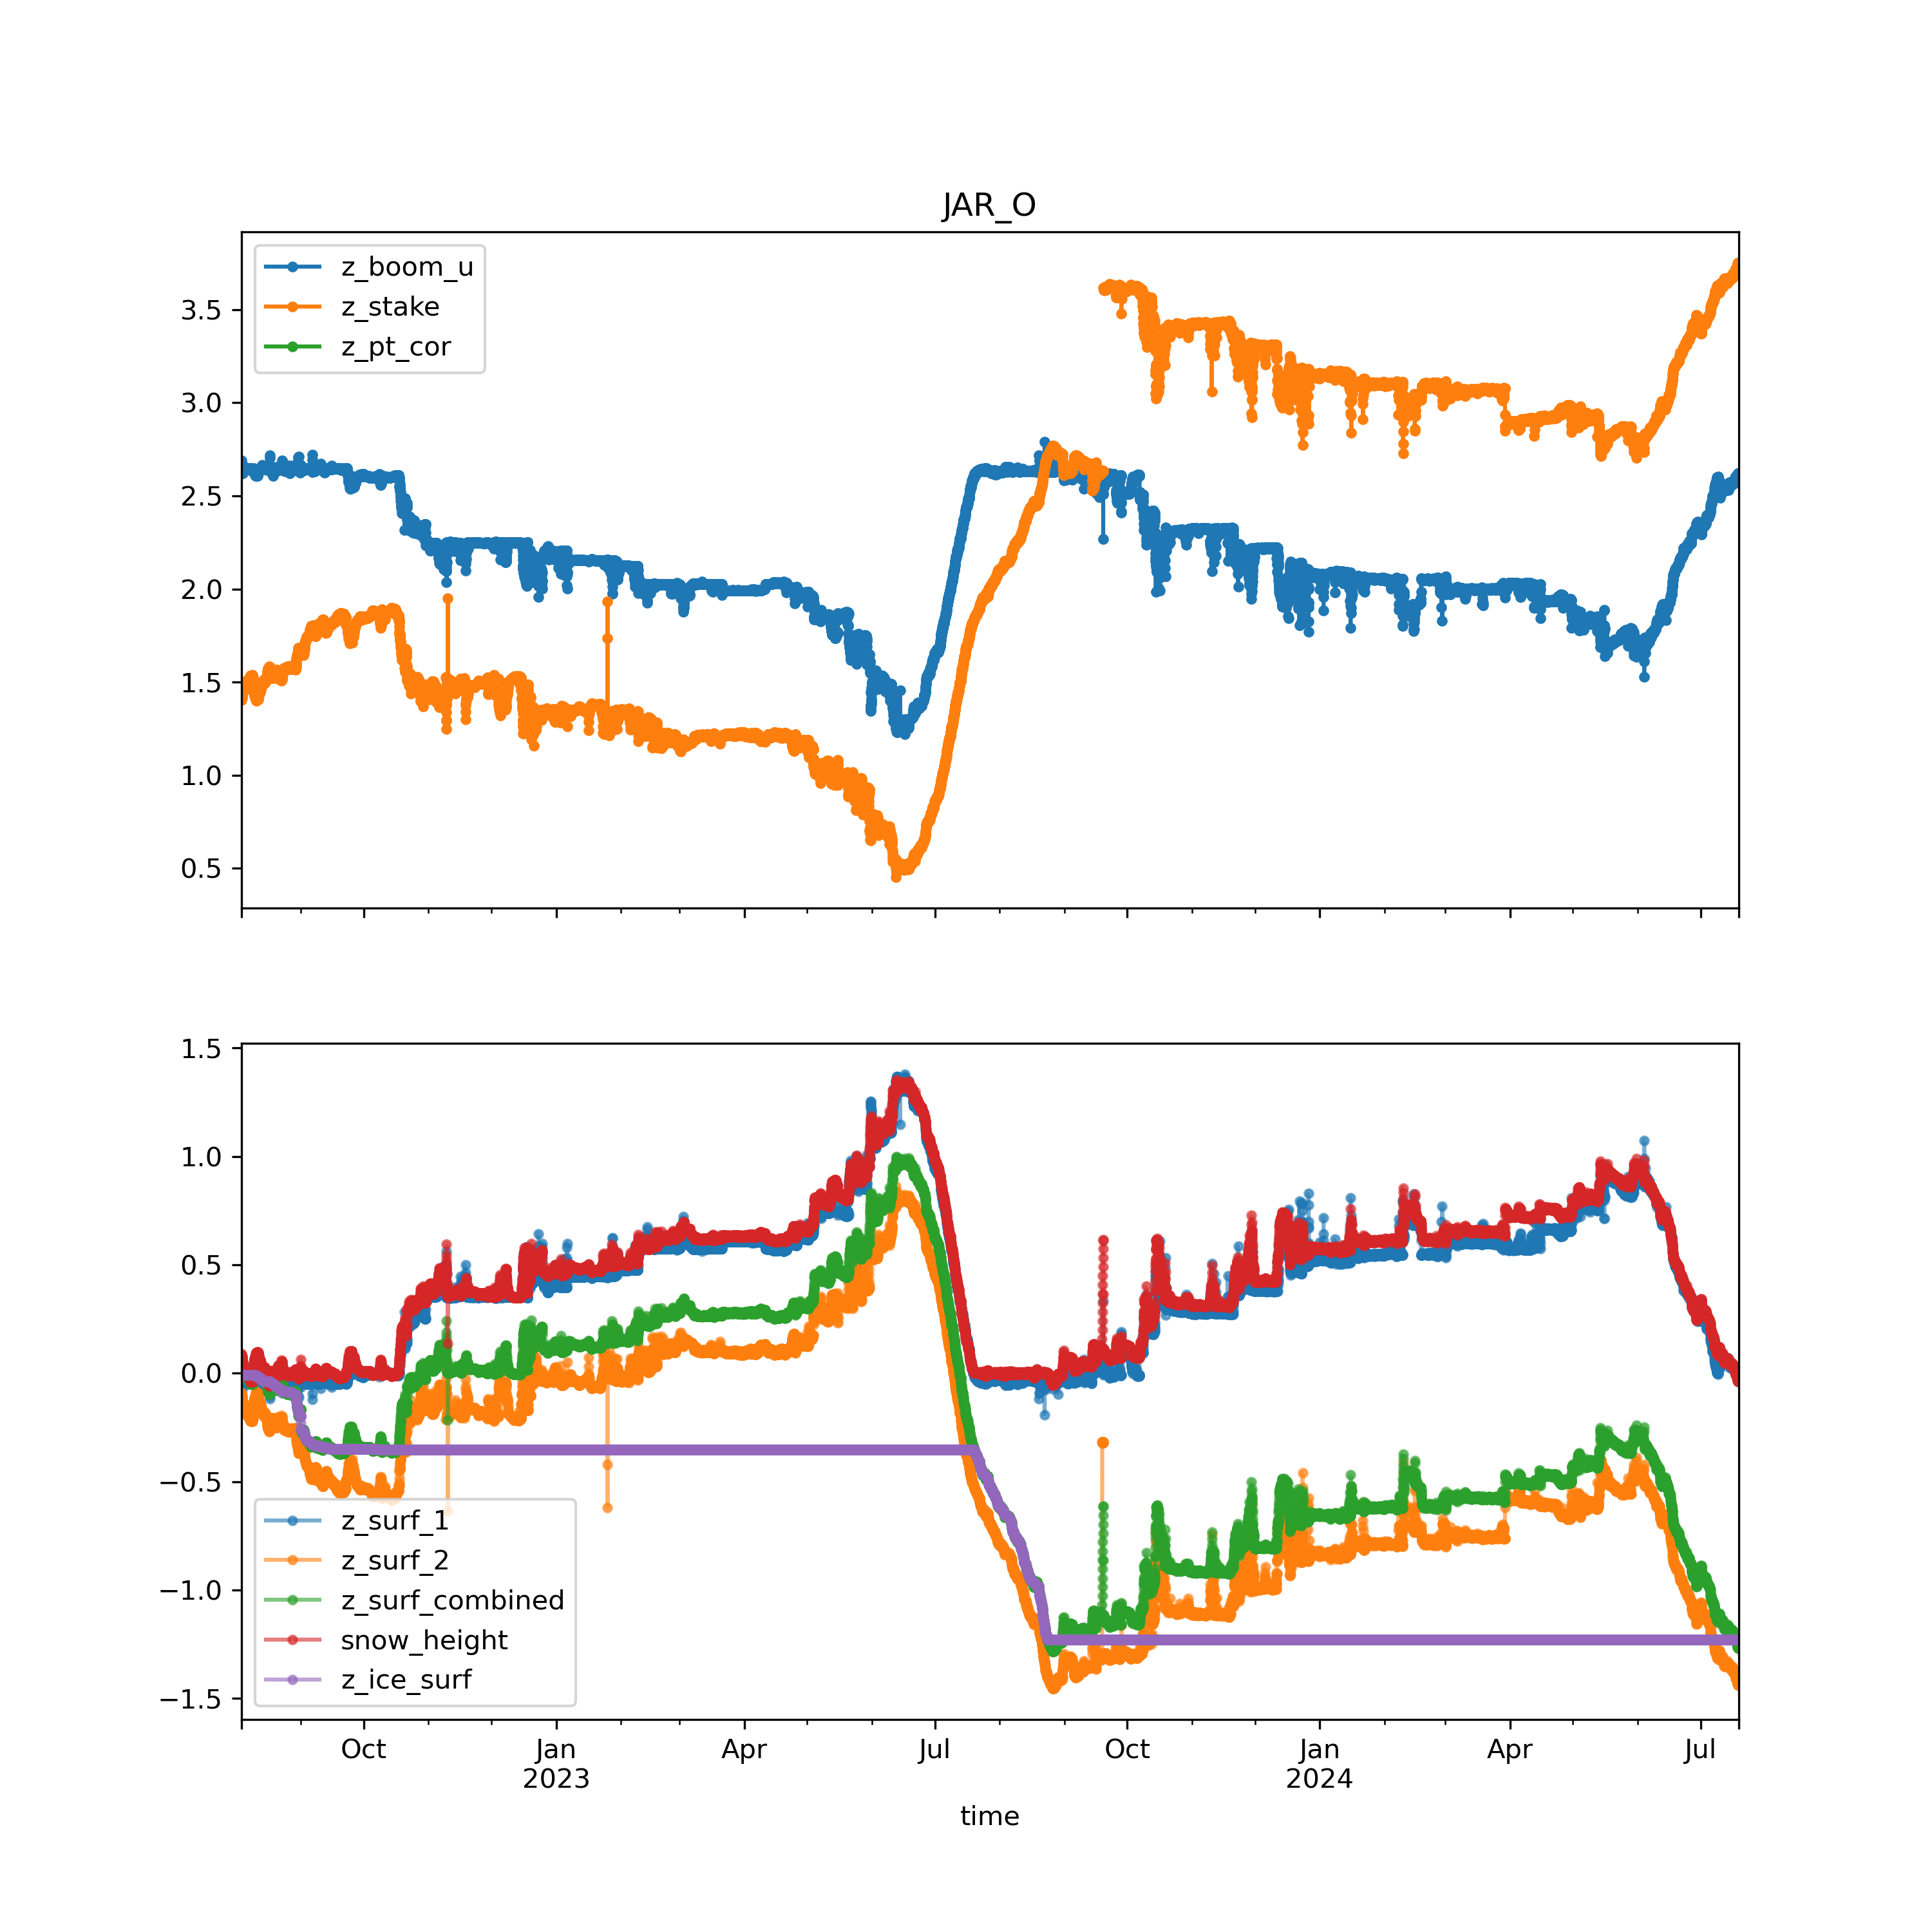 JAR_O
z_boom_u
z_stake
z_pt_cor
3.5
3.0
2.5
2.0
1.5
1.0
0.5
1.5
1.0
0.5
0.0
−0.5
−1.0
−1.5
z_surf_1
z_surf_2
z_surf_combined
snow_height
z_ice_surf
Oct Jan Apr Jul Oct Jan Apr Jul
2023 2024
time